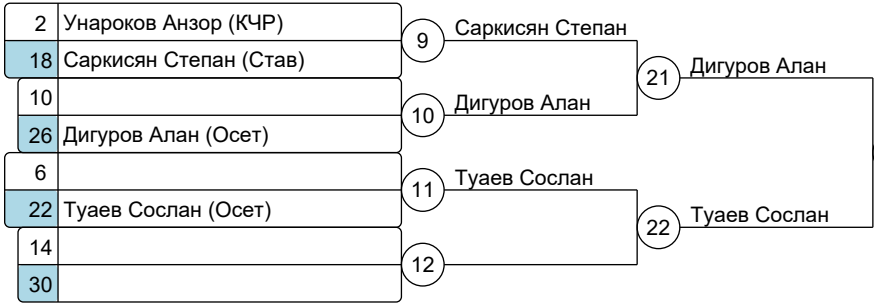 2 Унароков Анзор (КЧР)
18 Саркисян Степан (Став)
9 Саркисян Степан
10
26 Дигуров Алан (Осет)
10 Дигуров Алан
21 Дигуров Алан
6
22 Туаев Сослан (Осет)
11 Туаев Сослан
14
30
12
22 Туаев Сослан